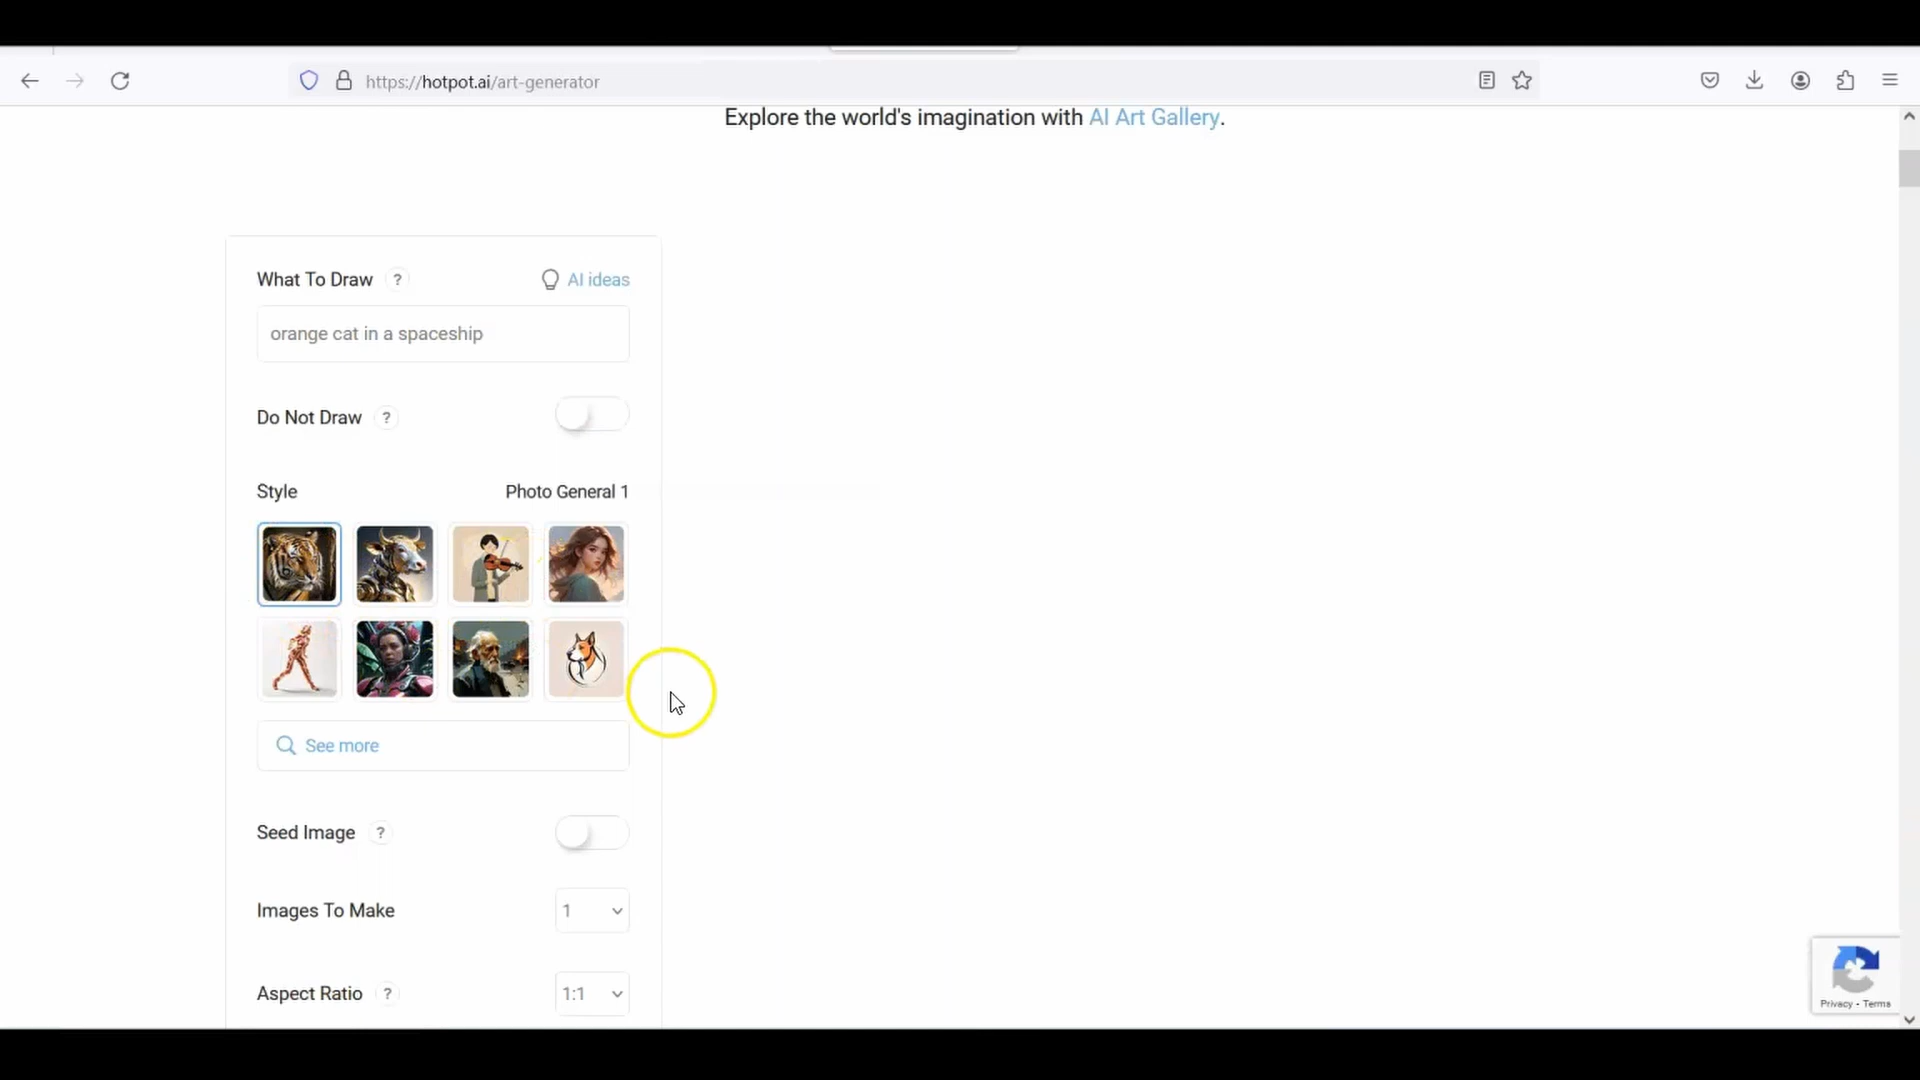 https://hotpot.ai/art-generator
Explore the world's imagination with AI Art Gallery.
What To Draw ? AI ideas
orange cat in a spaceship
Do Not Draw ?
Style Photo General 1
See more
Seed Image ?
Images To Make 1
Aspect Ratio ? 1:1
Privacy - Terms